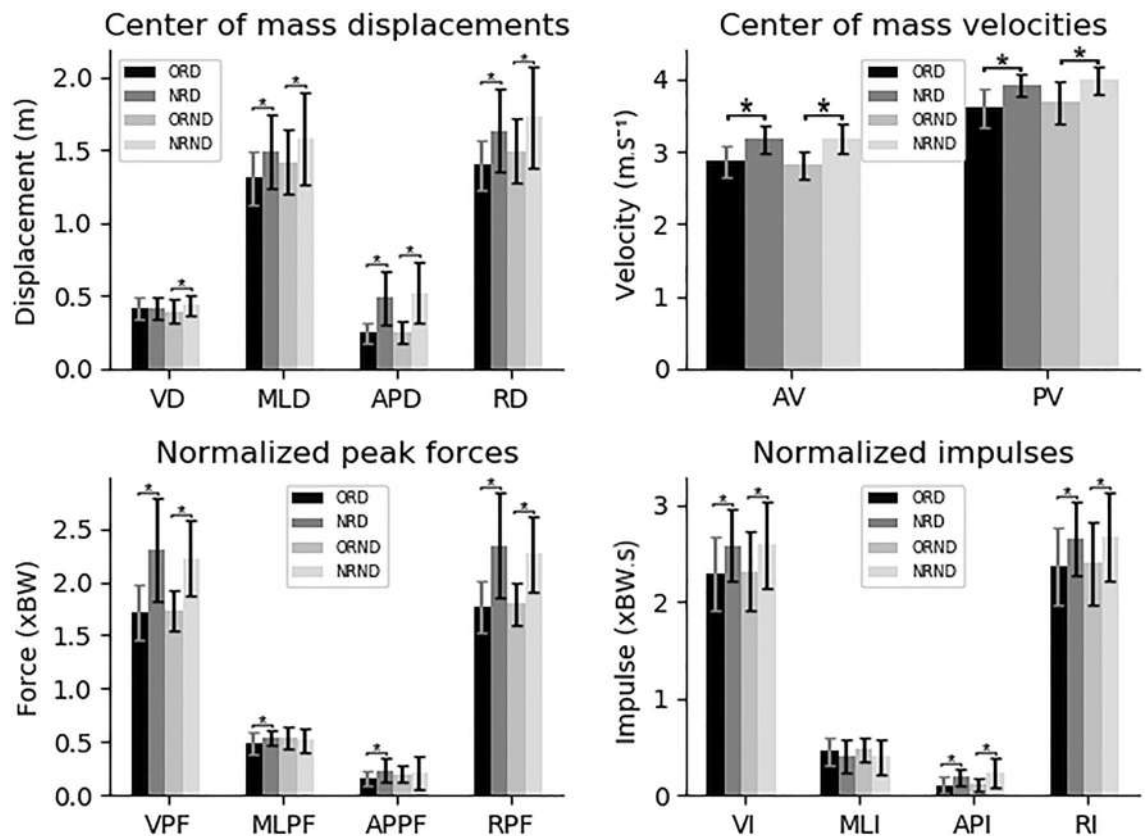 Center of mass displacements
Displacement (m)
2.0
1.5
1.0
0.5
0.0
ORD
NRD
ORND
NRND
*
*
*
*
*
*
*
VD MLD APD RD
Center of mass velocities
Velocity (m.s⁻¹)
4
3
2
1
0
ORD
NRD
ORND
NRND
*
*
*
*
AV PV
Normalized peak forces
Force (xBW)
2.5
2.0
1.5
1.0
0.5
0.0
ORD
NRD
ORND
NRND
*
*
*
*
*
*
VPF MLPF APPF RPF
Normalized impulses
Impulse (xBW.s)
3
2
1
0
ORD
NRD
ORND
NRND
*
*
*
*
*
*
VI MLI API RI